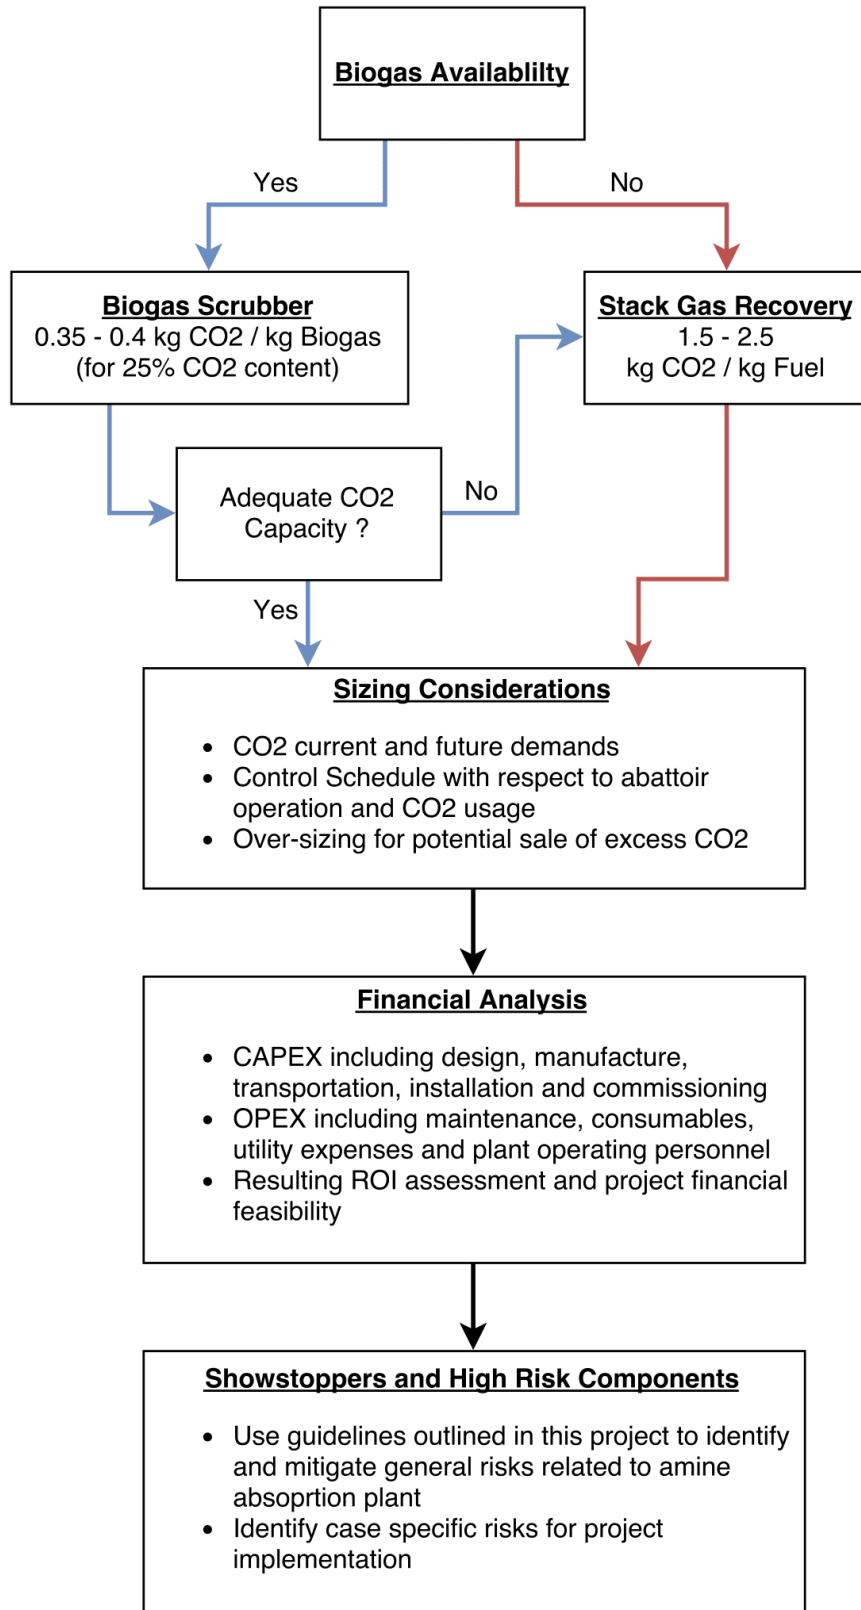 Biogas Availablilty
Yes
No
Biogas Scrubber
0.35 - 0.4 kg CO2 / kg Biogas
(for 25% CO2 content)
Stack Gas Recovery
1.5 - 2.5
kg CO2 / kg Fuel
Adequate CO2
Capacity ?
No
Yes
Sizing Considerations
• CO2 current and future demands
• Control Schedule with respect to abattoir
operation and CO2 usage
• Over-sizing for potential sale of excess CO2
Financial Analysis
• CAPEX including design, manufacture,
transportation, installation and commissioning
• OPEX including maintenance, consumables,
utility expenses and plant operating personnel
• Resulting ROI assessment and project financial
feasibility
Showstoppers and High Risk Components
• Use guidelines outlined in this project to identify
and mitigate general risks related to amine
absoprtion plant
• Identify case specific risks for project
implementation